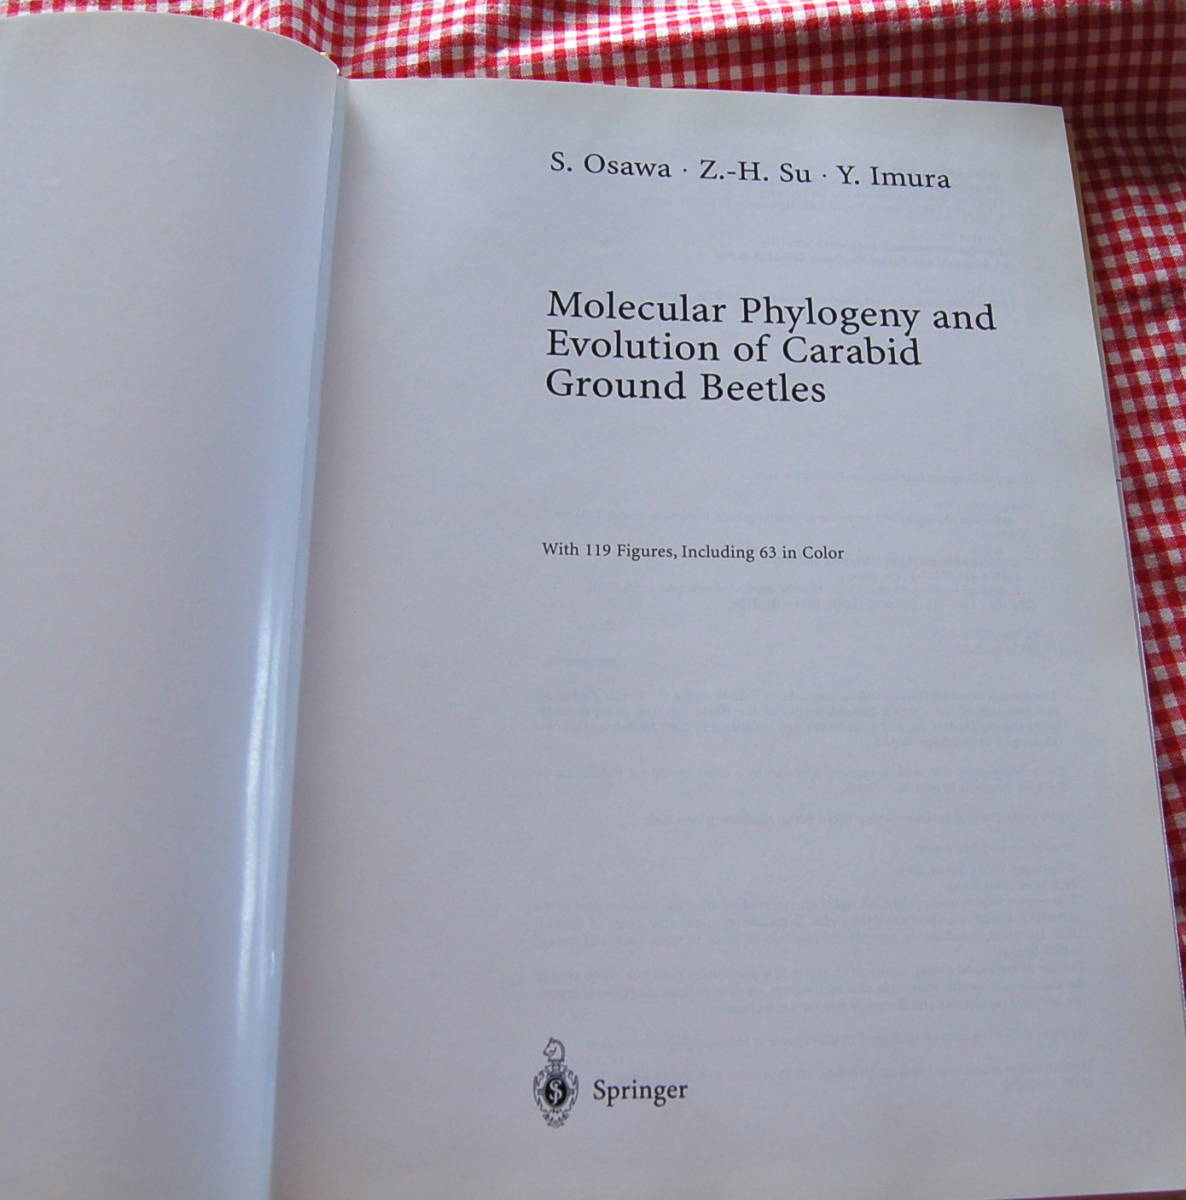 S. Osawa · Z.-H. Su · Y. Imura
Molecular Phylogeny and
Evolution of Carabid
Ground Beetles
With 119 Figures, Including 63 in Color
Springer